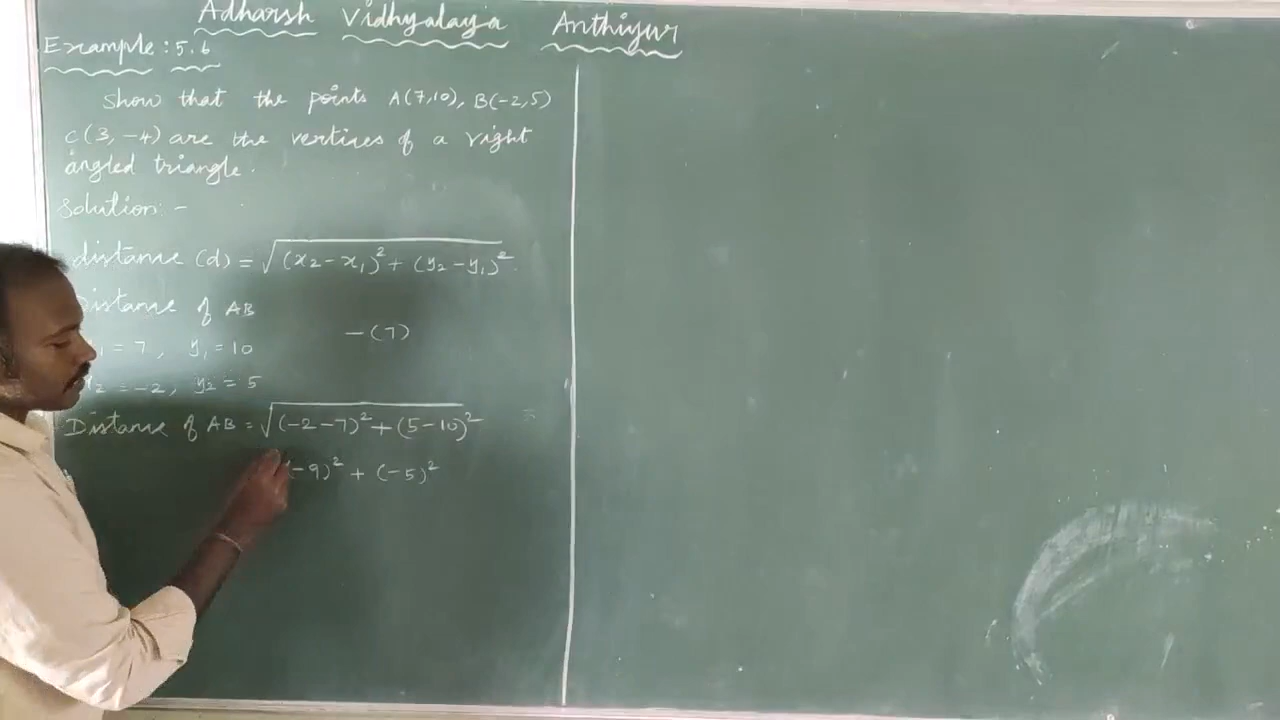 Adharsh Vidhyalaya Anthiyur
Example : 5.6
Show that the points A(7,10), B(-2,5)
C(3,-4) are the vertices of a right
angled triangle.
Solution: -
distance (d) = √(x₂-x₁)² + (y₂-y₁)²
Distance of AB
-(7)
x₁ = 7, y₁ = 10
x₂ = -2, y₂ = 5
Distance of AB = √(-2-7)² + (5-10)²
(-9)² + (-5)²